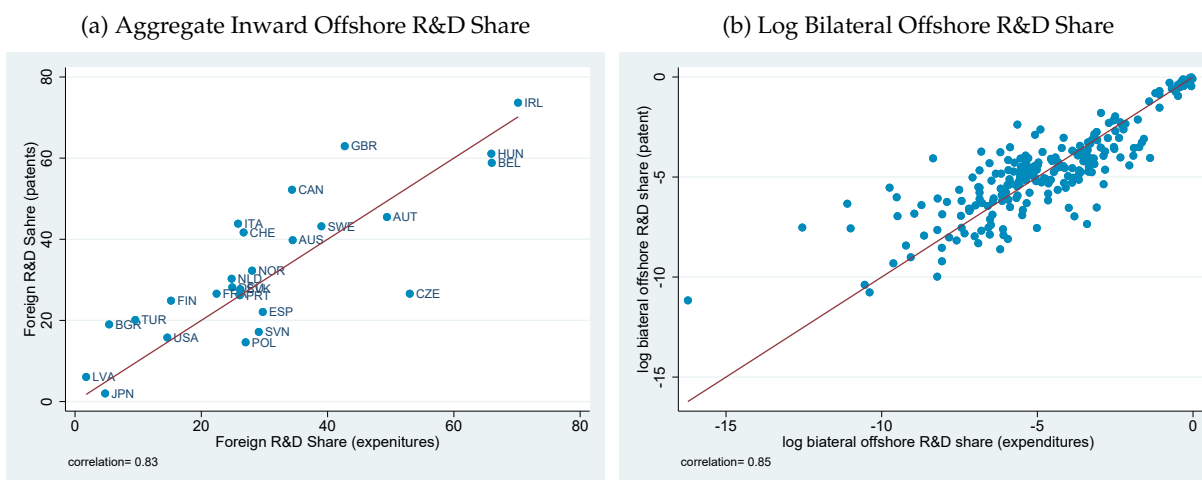 (a) Aggregate Inward Offshore R&D Share
Foreign R&D Sahre (patents)
80
60
40
20
0
IRL
GBR
HUN
BEL
CAN
AUT
ITA
SWE
CHE
AUS
NOR
NLD
PRT
CZE
FIN
ESP
TUR
BGR
SVN
USA
POL
LVA
JPN
0 20 40 60 80
Foreign R&D Share (expenitures)
correlation= 0.83
(b) Log Bilateral Offshore R&D Share
log biateral offshore R&D share (patent)
0
-5
-10
-15
-15 -10 -5 0
log biateral offshore R&D share (expenditures)
correlation= 0.85